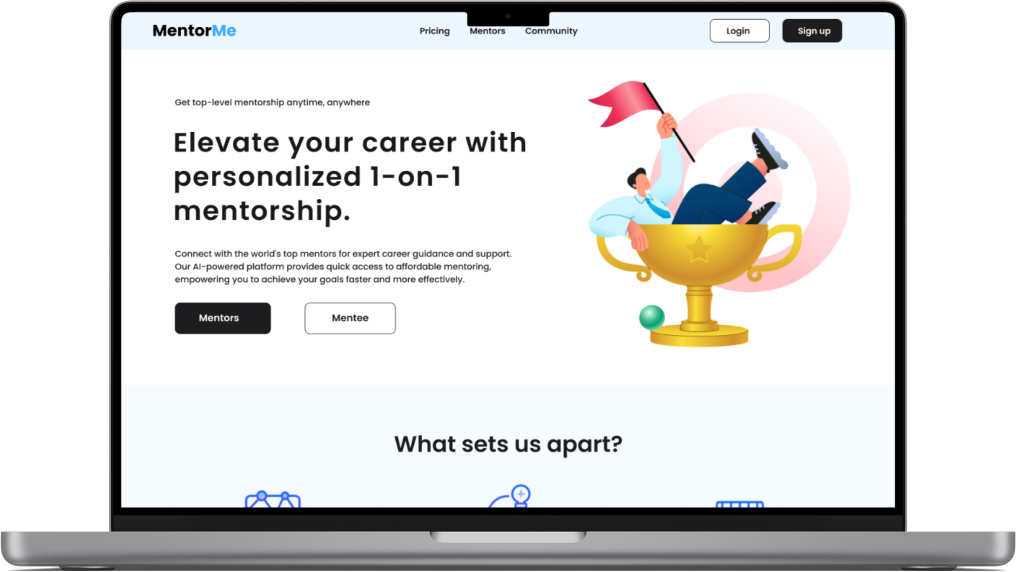 MentorMe
Pricing
Mentors
Community
Login
Sign up
Get top-level mentorship anytime, anywhere
Elevate your career with
personalized 1-on-1
mentorship.
Connect with the world's top mentors for expert career guidance and support.
Our AI-powered platform provides quick access to affordable mentoring,
empowering you to achieve your goals faster and more effectively.
Mentors
Mentee
What sets us apart?